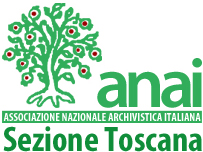 anai
ASSOCIAZIONE NAZIONALE ARCHIVISTICA ITALIANA
Sezione Toscana